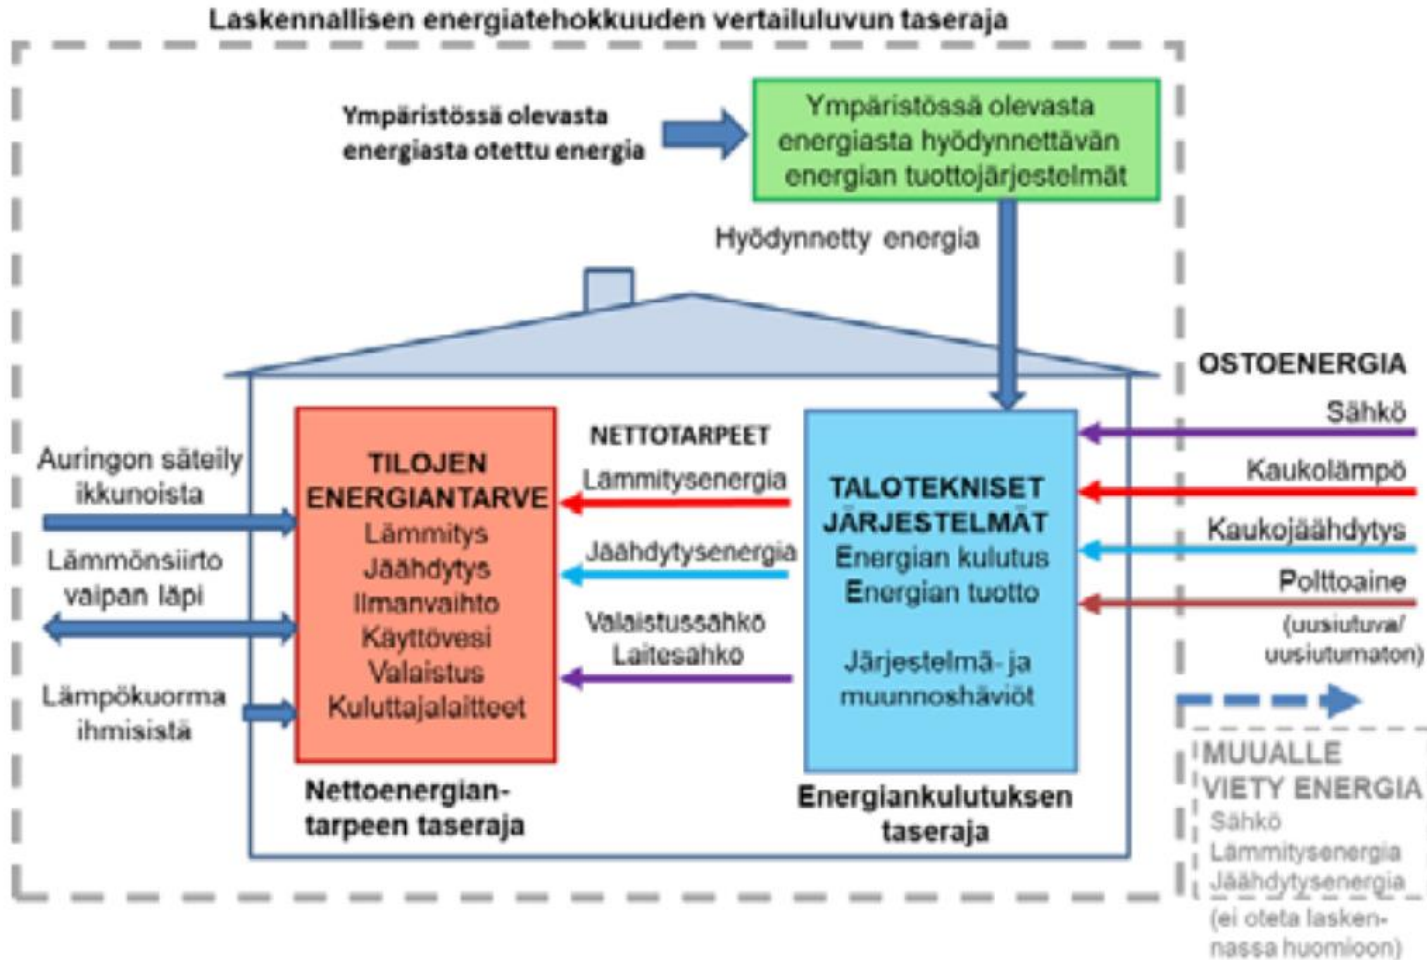 Laskennallisen energiatehokkuuden vertailuluvun taseraja
Ympäristössä olevasta
energiasta otettu energia
Ympäristössä olevasta
energiasta hyödynnettävän
energian tuottojärjestelmät
Hyödynnetty energia
OSTOENERGIA
Sähkö
Kaukolämpö
Kaukojäähdytys
Polttoaine
(uusiutuva/
uusiutumaton)
Auringon säteily
ikkunoista
Lämmönsiirto
vaipan läpi
Lämpökuorma
ihmisistä
TILOJEN
ENERGIANTARVE
Lämmitys
Jäähdytys
Ilmanvaihto
Käyttövesi
Valaistus
Kuluttajalaitteet
Nettoenergian-
tarpeen taseraja
NETTOTARPEET
Lämmitysenergia
Jäähdytysenergia
Valaistussähkö
Laitesähkö
TALOTEKNISET
JÄRJESTELMÄT
Energian kulutus
Energian tuotto
Järjestelmä- ja
muunnoshäviöt
Energiankulutuksen
taseraja
MUUALLE
VIETY ENERGIA
Sähkö
Lämmitysenergia
Jäähdytysenergia
(ei oteta lasken-
nassa huomioon)